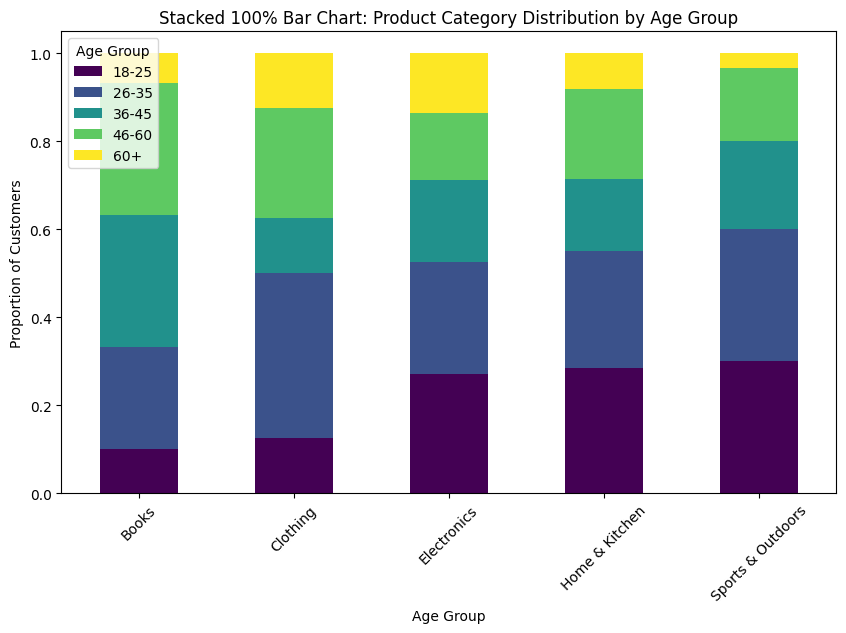 Stacked 100% Bar Chart: Product Category Distribution by Age Group
Proportion of Customers
1.0
0.8
0.6
0.4
0.2
0.0
Age Group
18-25
26-35
36-45
46-60
60+
Books
Clothing
Electronics
Home & Kitchen
Sports & Outdoors
Age Group